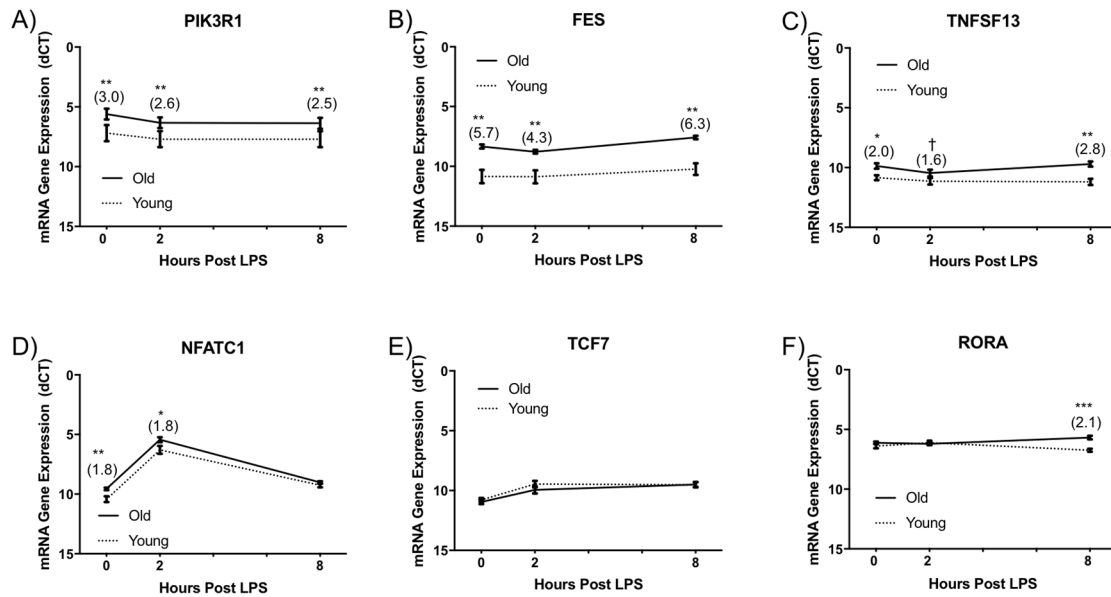 A)
PIK3R1
mRNA Gene Expression (dCT)
0
5
10
15
**
(3.0)
**
(2.6)
**
(2.5)
Old
Young
0
2
8
Hours Post LPS
B)
FES
mRNA Gene Expression (dCT)
0
5
10
15
Old
Young
**
(5.7)
**
(4.3)
**
(6.3)
0
2
8
Hours Post LPS
C)
TNFSF13
mRNA Gene Expression (dCT)
0
5
10
15
Old
Young
*
(2.0)
†
(1.6)
**
(2.8)
0
2
8
Hours Post LPS
D)
NFATC1
mRNA Gene Expression (dCT)
0
5
10
15
**
(1.8)
*
(1.8)
Old
Young
0
2
8
Hours Post LPS
E)
TCF7
mRNA Gene Expression (dCT)
0
5
10
15
Old
Young
0
2
8
Hours Post LPS
F)
RORA
mRNA Gene Expression (dCT)
0
5
10
15
***
(2.1)
Old
Young
0
2
8
Hours Post LPS